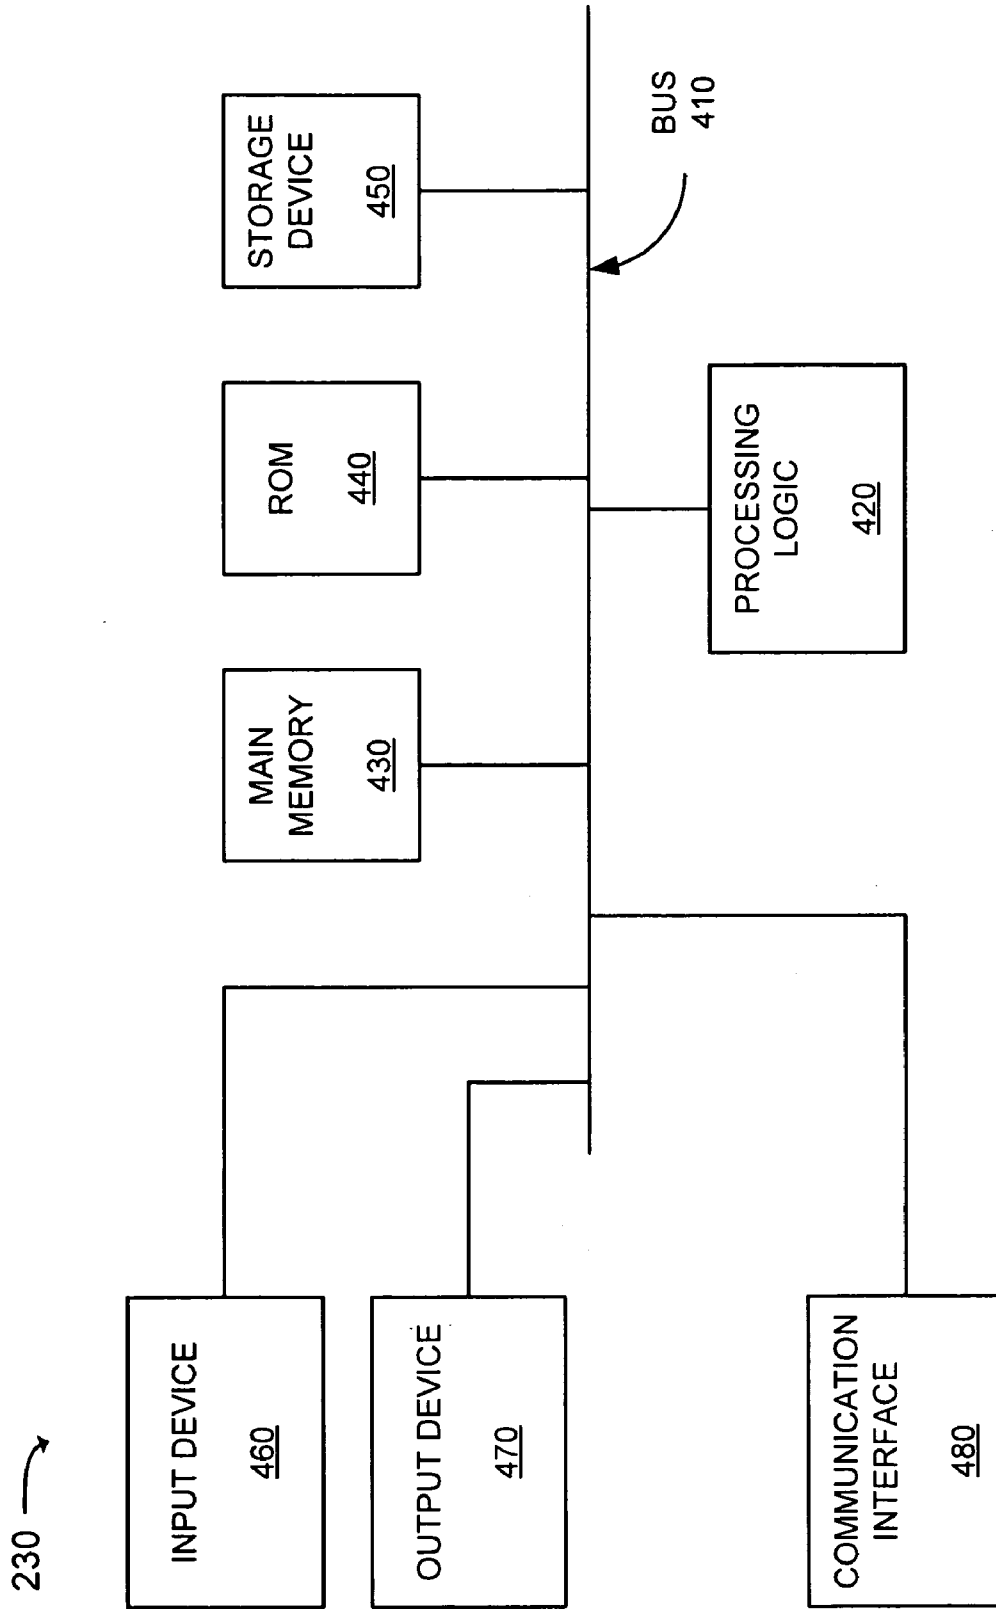 230
STORAGE
DEVICE
450
ROM
440
MAIN
MEMORY
430
INPUT DEVICE
460
OUTPUT DEVICE
470
COMMUNICATION
INTERFACE
480
PROCESSING
LOGIC
420
BUS
410